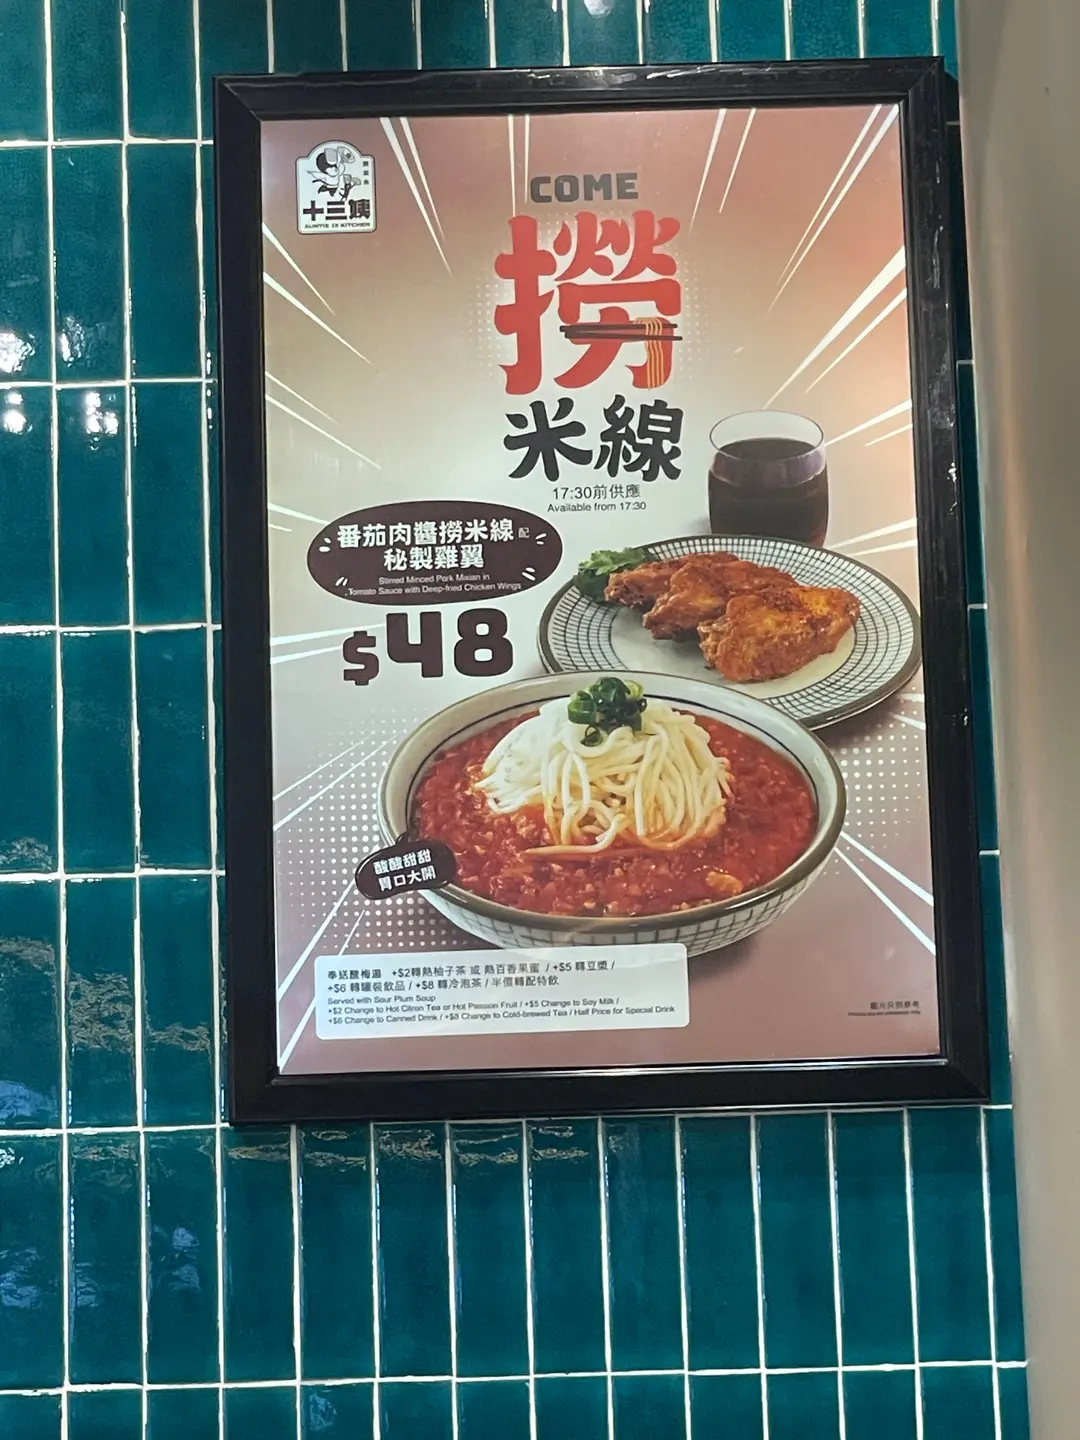 十三姨
AUNTIE 13 KITCHEN
COME
撈
米線
17:30前供應
Available from 17:30
番茄肉醬撈米線配
秘製雞翼
Stirred Minced Pork Mixian in
Tomato Sauce with Deep-fried Chicken Wings
$48
酸酸甜甜
胃口大開
奉送酸梅湯 +$2轉熱柚子茶 或 熱百香果蜜 / +$5 轉豆漿 /
+$6 轉罐裝飲品 / +$8 轉冷泡茶 / 半價轉配特飲
Served with Sour Plum Soup
+$2 Change to Hot Citron Tea or Hot Passion Fruit / +$5 Change to Soy Milk /
+$6 Change to Canned Drink / +$8 Change to Cold-brewed Tea / Half Price for Special Drink
圖片只供參考